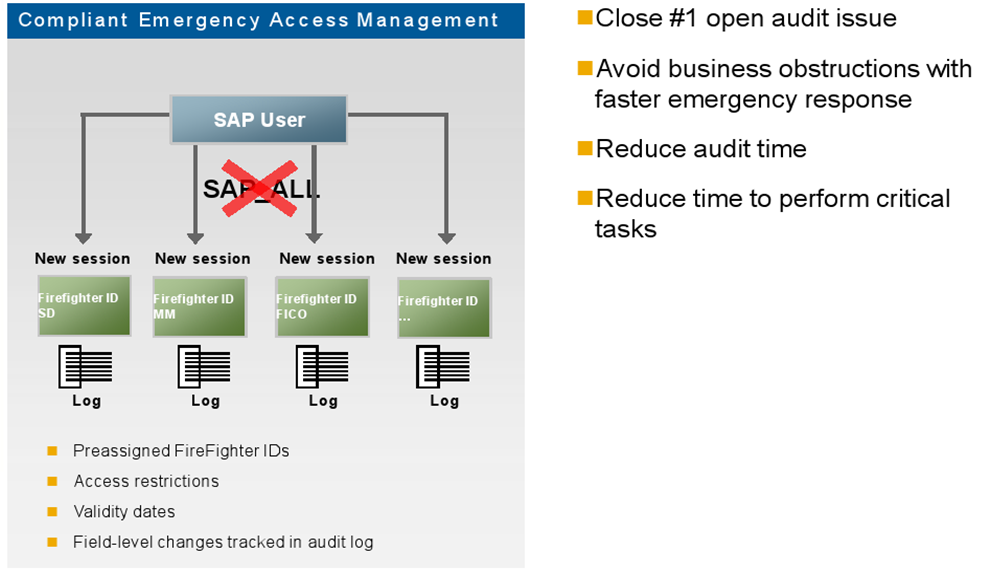 Compliant Emergency Access Management
SAP User
SAP_ALL
New session
New session
New session
New session
Firefighter ID
SD
Firefighter ID
MM
Firefighter ID
FICO
Firefighter ID
...
Log
Log
Log
Log
Preassigned FireFighter IDs
Access restrictions
Validity dates
Field-level changes tracked in audit log
Close #1 open audit issue
Avoid business obstructions with
faster emergency response
Reduce audit time
Reduce time to perform critical
tasks